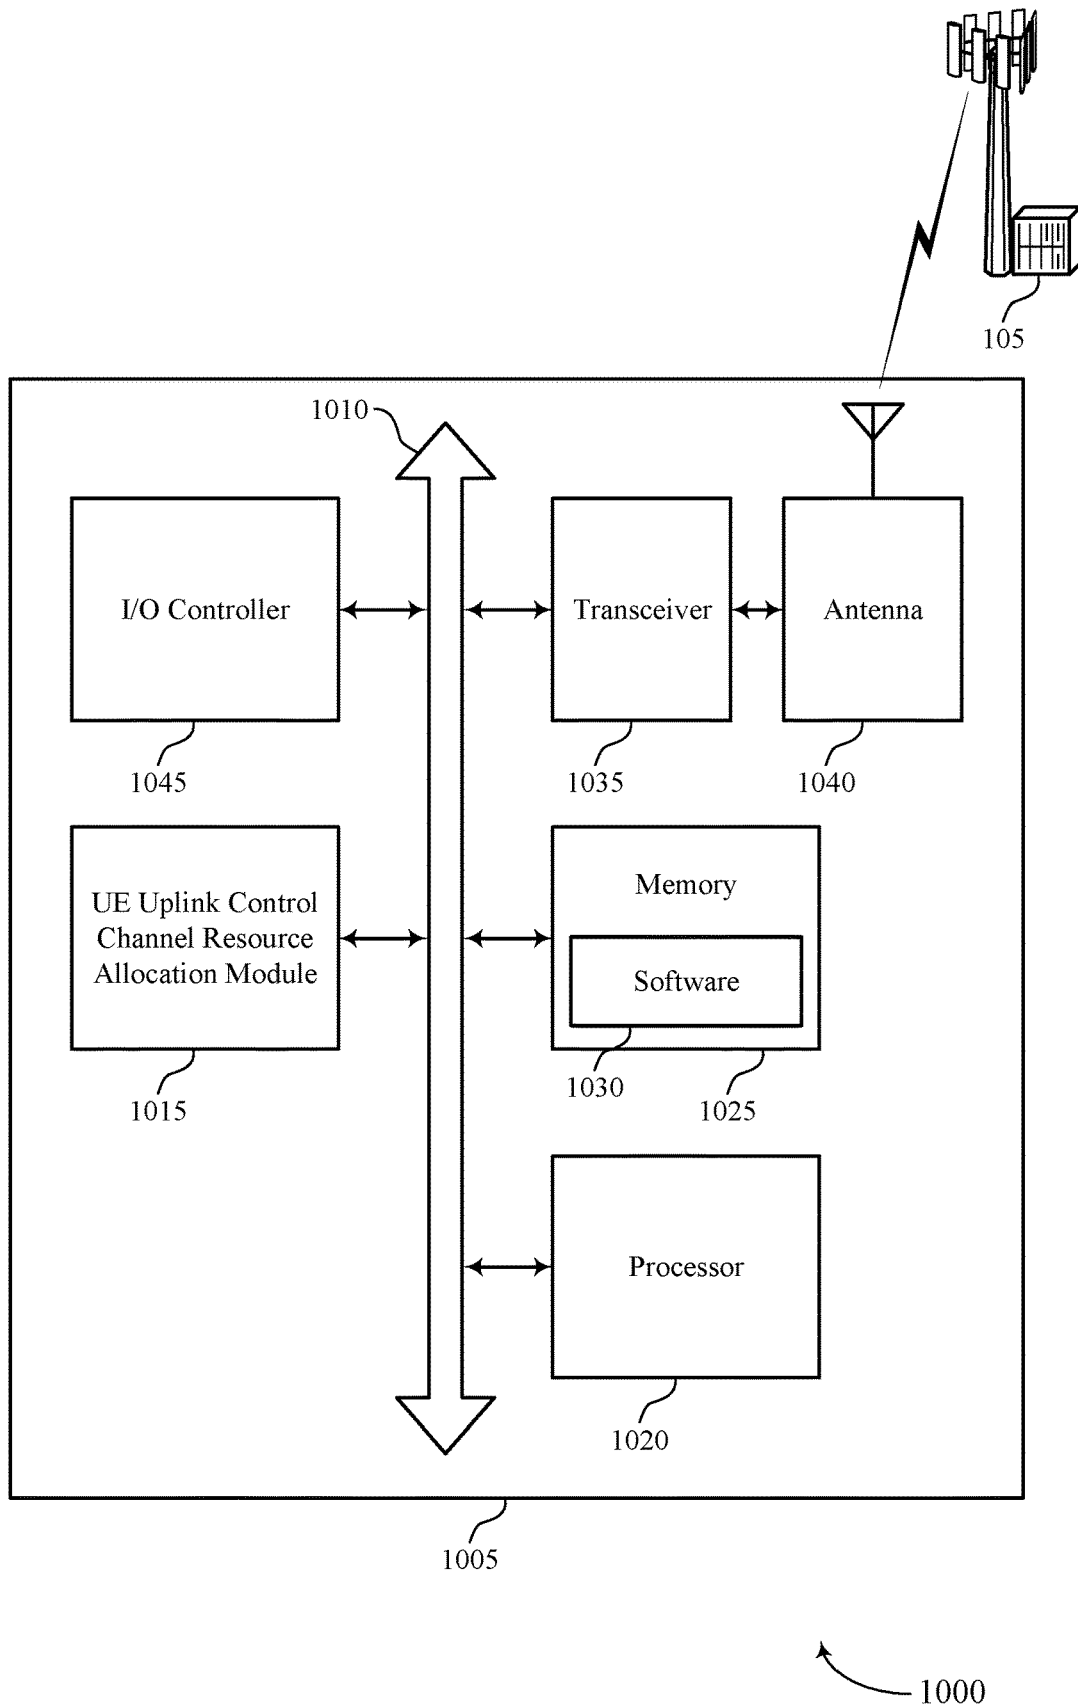 105
1010
I/O Controller
Transceiver
Antenna
1045
1035
1040
UE Uplink Control
Channel Resource
Allocation Module
Memory
Software
1030
1015
1025
Processor
1020
1005
1000